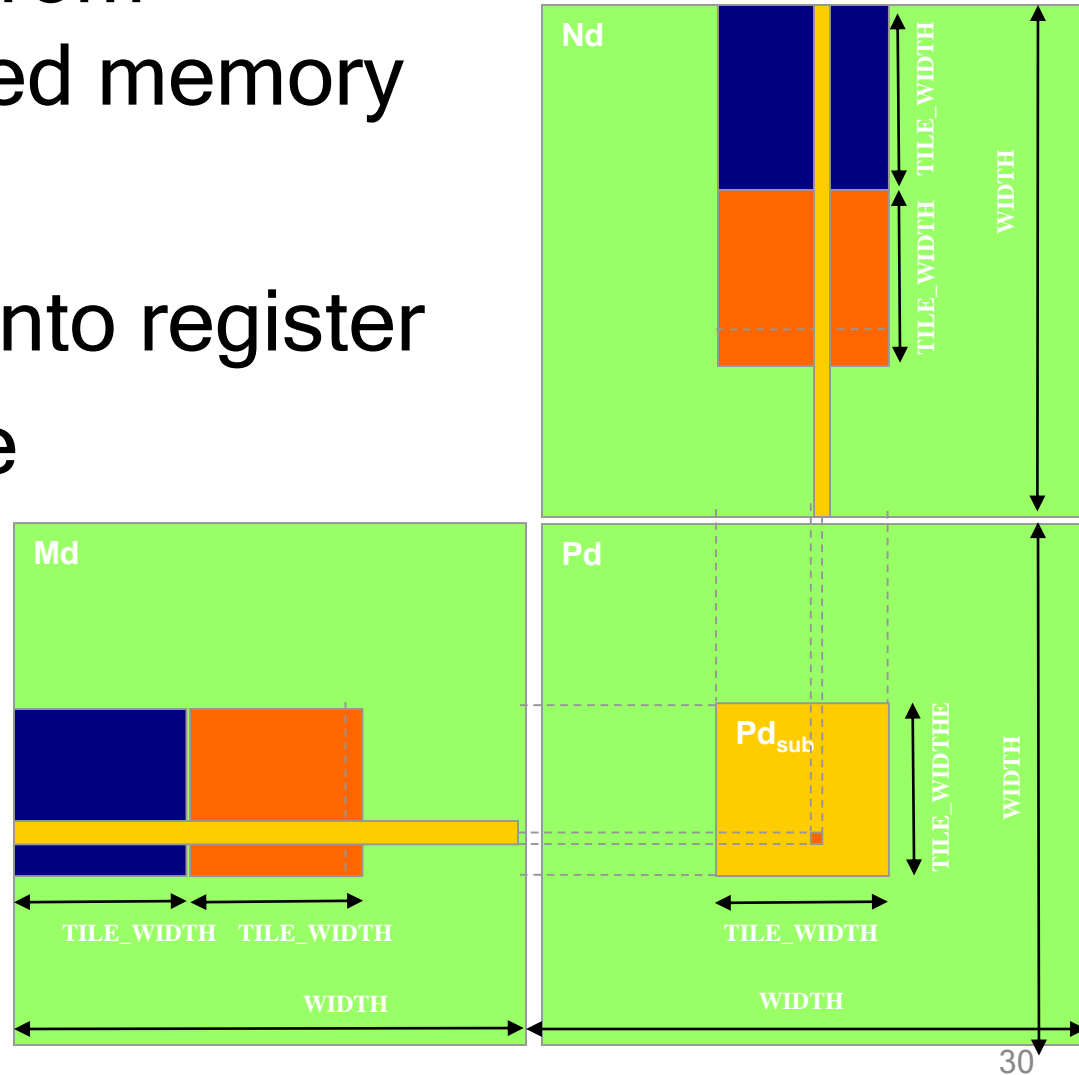 ed memory
nto register
e
Nd
TILE_WIDTH
TILE_WIDTH
WIDTH
Md
TILE_WIDTH TILE_WIDTH
WIDTH
Pd
Pdsub
TILE_WIDTHE
WIDTH
TILE_WIDTH
WIDTH
30